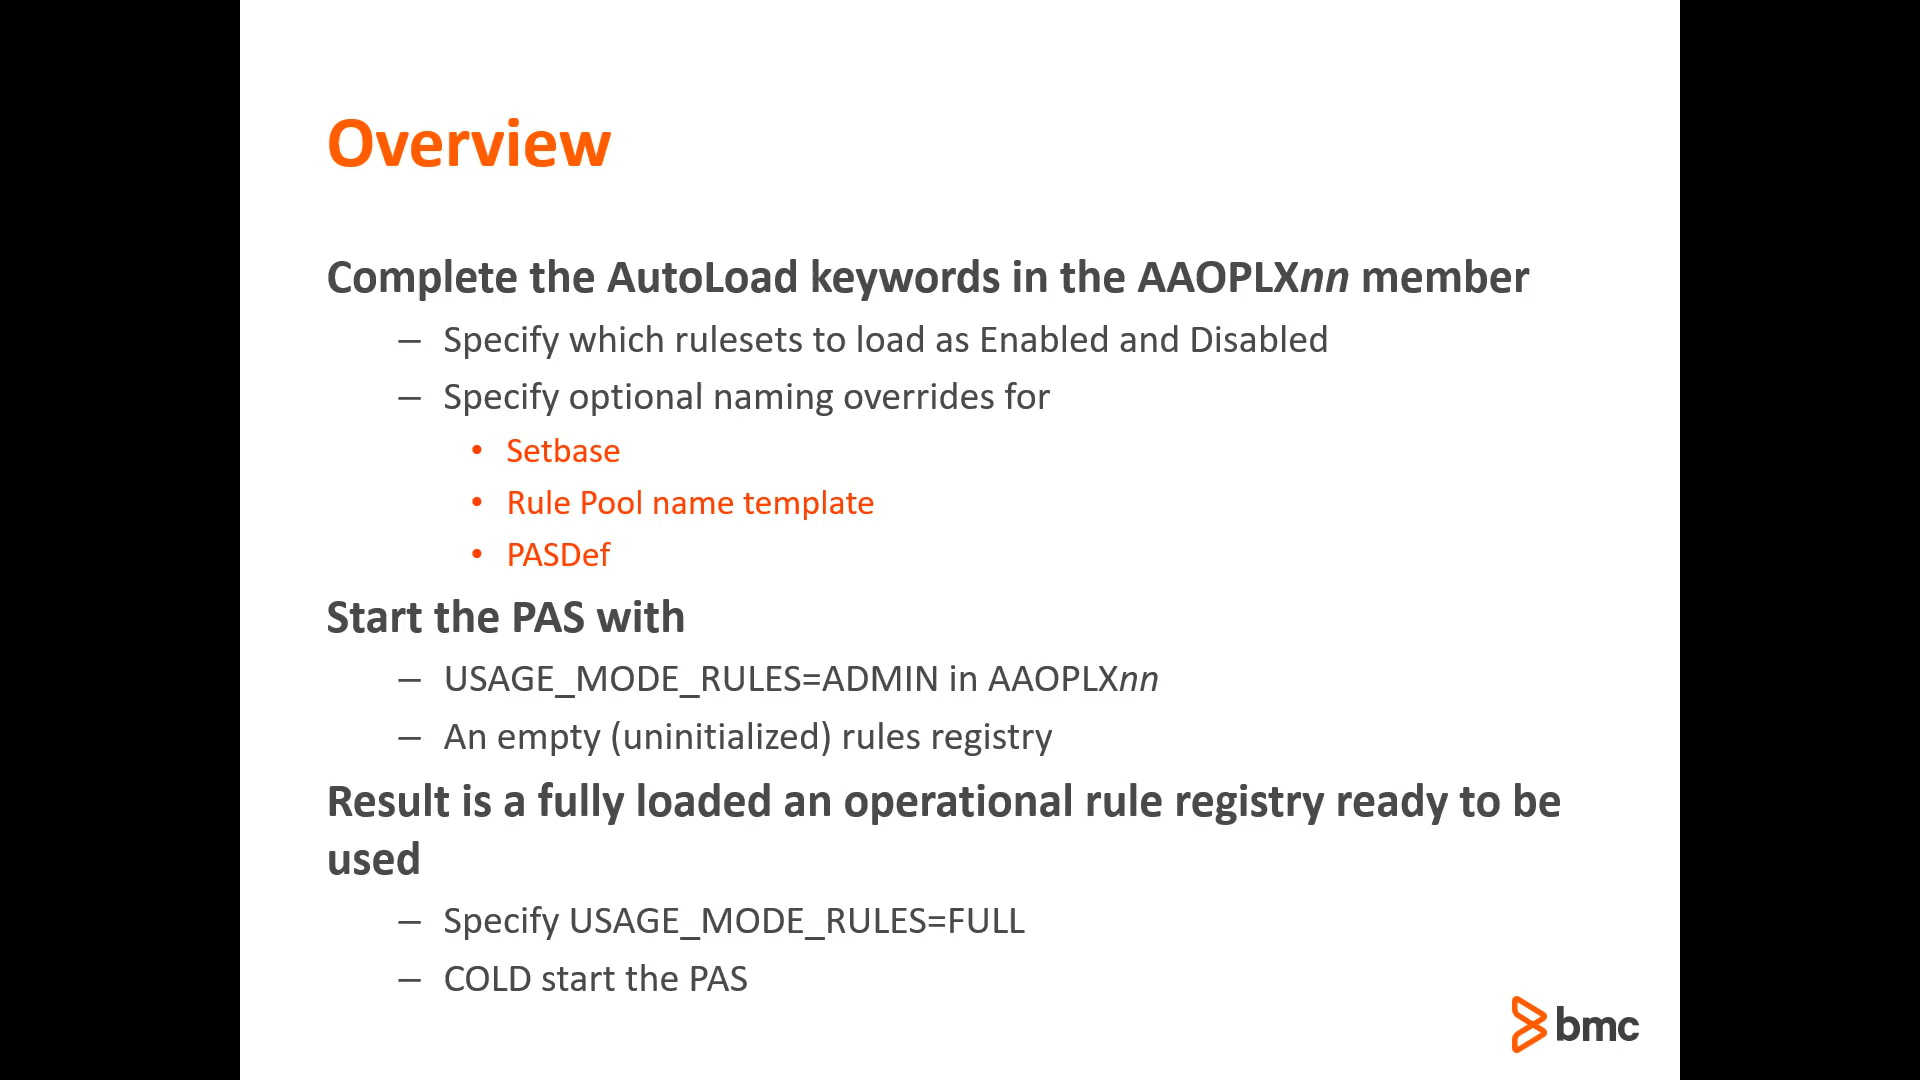 Overview
Complete the AutoLoad keywords in the AAOPLXnn member
– Specify which rulesets to load as Enabled and Disabled
– Specify optional naming overrides for
• Setbase
• Rule Pool name template
• PASDef
Start the PAS with
– USAGE_MODE_RULES=ADMIN in AAOPLXnn
– An empty (uninitialized) rules registry
Result is a fully loaded an operational rule registry ready to be
used
– Specify USAGE_MODE_RULES=FULL
– COLD start the PAS
bmc